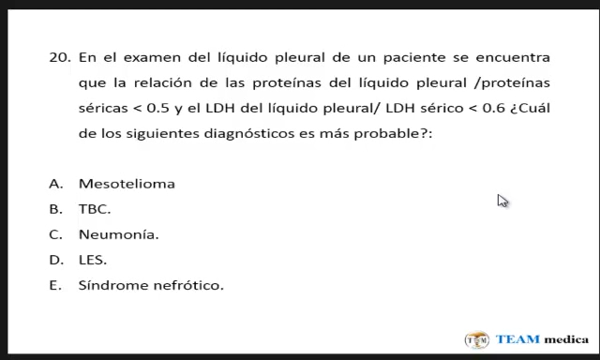 20. En el examen del líquido pleural de un paciente se encuentra
que la relación de las proteínas del líquido pleural /proteínas
séricas < 0.5 y el LDH del líquido pleural/ LDH sérico < 0.6 ¿Cuál
de los siguientes diagnósticos es más probable?:
A. Mesotelioma
B. TBC.
C. Neumonía.
D. LES.
E. Síndrome nefrótico.
TEAM medica